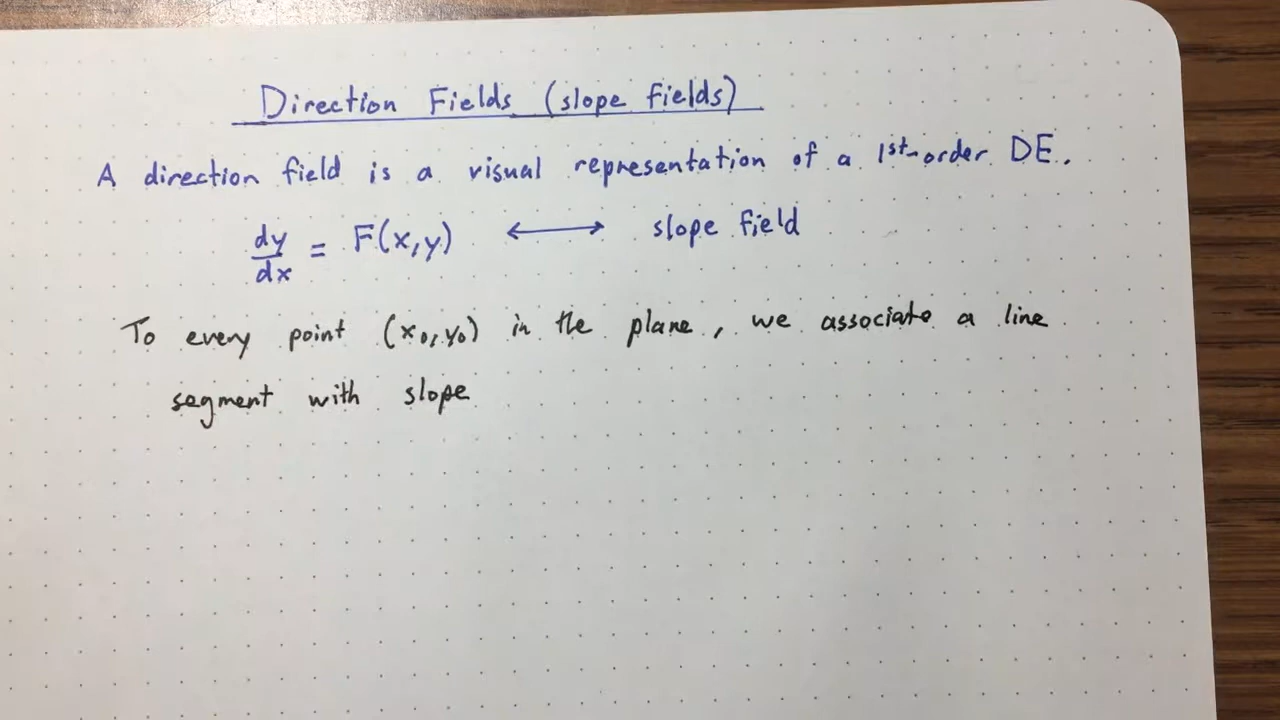 Direction Fields (slope fields)
A direction field is a visual representation of a 1st-order DE.
dy/dx = F(x,y) ⟷ slope field
To every point (x₀,y₀) in the plane, we associate a line
segment with slope